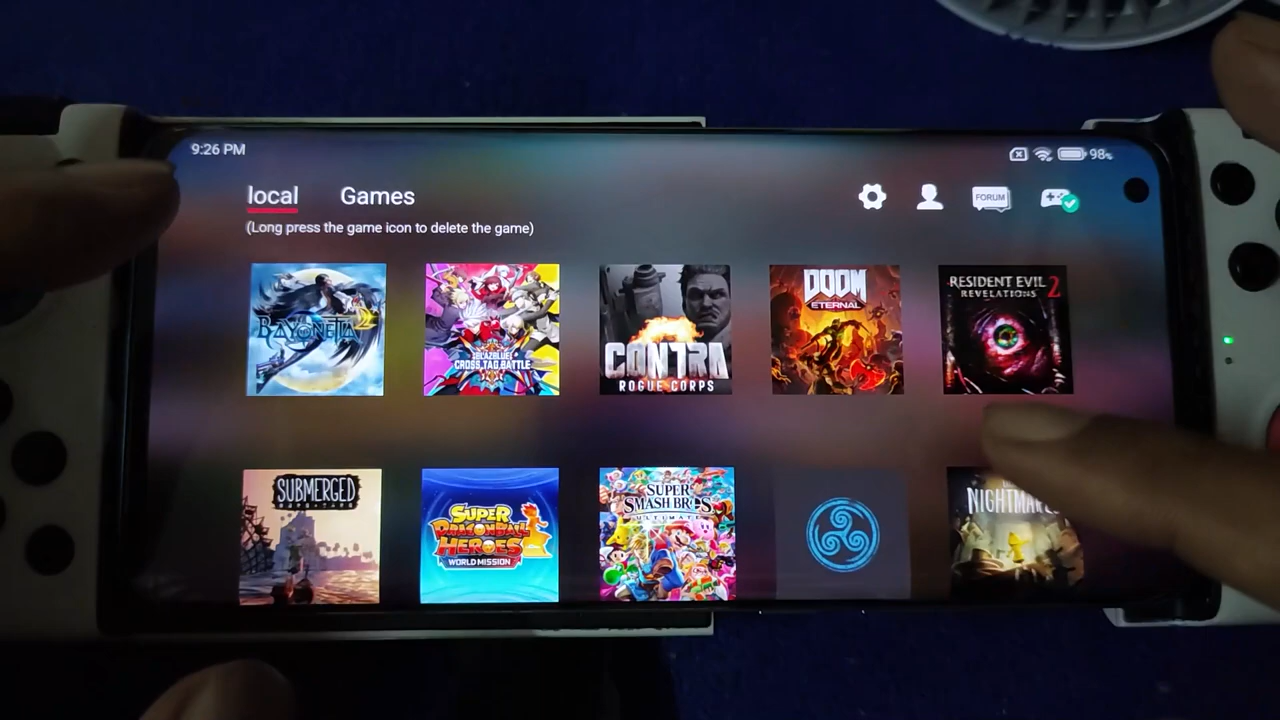 9:26 PM
98%
local
Games
FORUM
(Long press the game icon to delete the game)
BAYONETTA 2
BLAZBLUE
CROSS TAG BATTLE
CONTRA
ROGUE CORPS
DOOM
ETERNAL
RESIDENT EVIL
REVELATIONS 2
SUBMERGED
SUPER
DRAGONBALL
HEROES
WORLD MISSION
SUPER
SMASH BROS
ULTIMATE